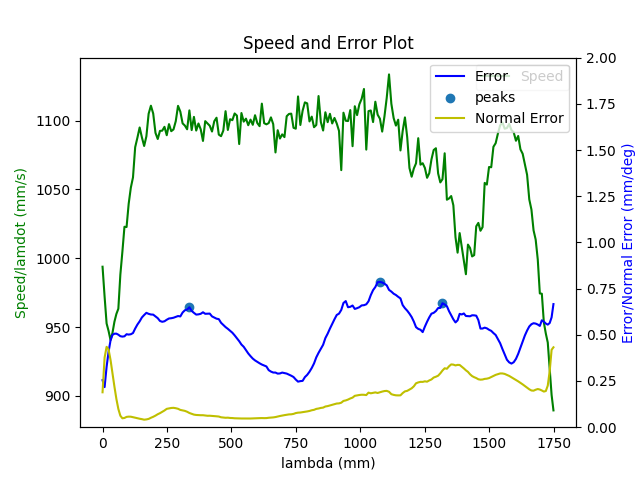 Speed and Error Plot
Speed/lamdot (mm/s)
1100
1050
1000
950
900
Error
Speed
peaks
Normal Error
2.00
1.75
1.50
1.25
1.00
0.75
0.50
0.25
0.00
Error/Normal Error (mm/deg)
0
250
500
750
1000
1250
1500
1750
lambda (mm)